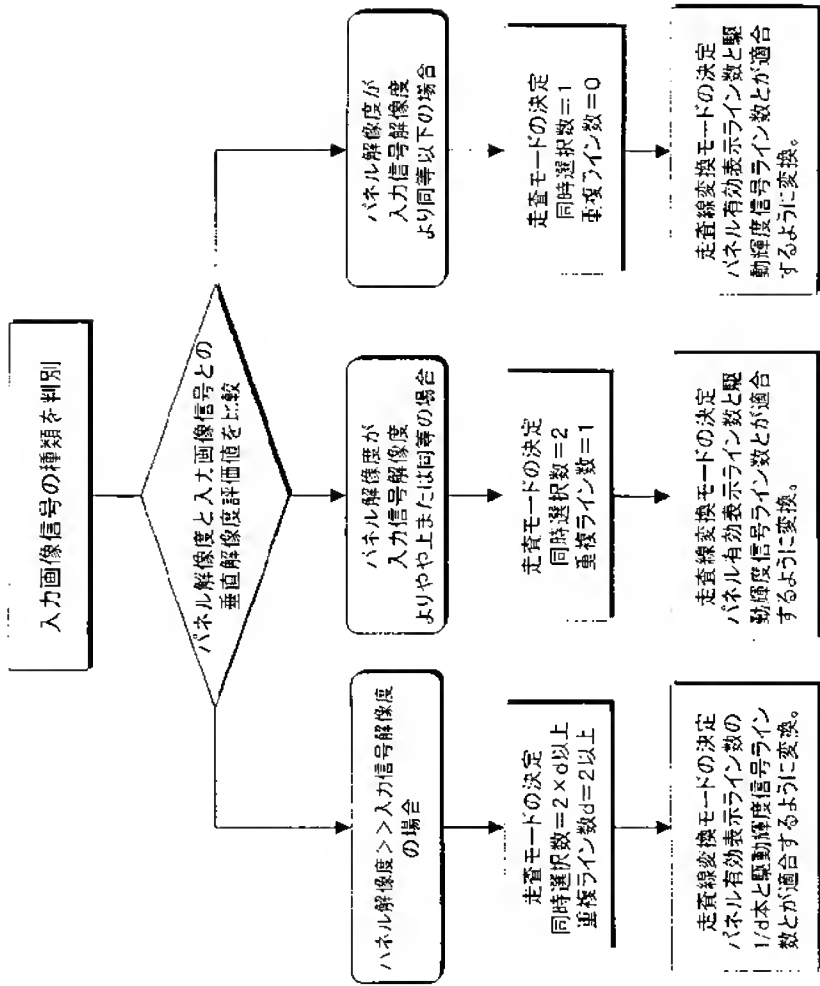 入力画像信号の種類を判別
パネル解像度と入力画像信号との
垂直解像度評価値を比較
パネル解像度>>入力信号解像度
の場合
走査モードの決定
同時選択数=2×d以上
重複ライン数d=2以上
走査線変換モードの決定
パネル有効表示ライン数の
1/d本と駆動輝度信号ライン
数とが適合するように変換。
パネル解像度が
入力信号解像度
よりやや上または同等の場合
走査モードの決定
同時選択数=2
重複ライン数=1
走査線変換モードの決定
パネル有効表示ライン数と駆
動輝度信号ライン数とが適合
するように変換。
パネル解像度が
入力信号解像度
より同等以下の場合
走査モードの決定
同時選択数=1
重複ライン数=0
走査線変換モードの決定
パネル有効表示ライン数と駆
動輝度信号ライン数とが適合
するように変換。